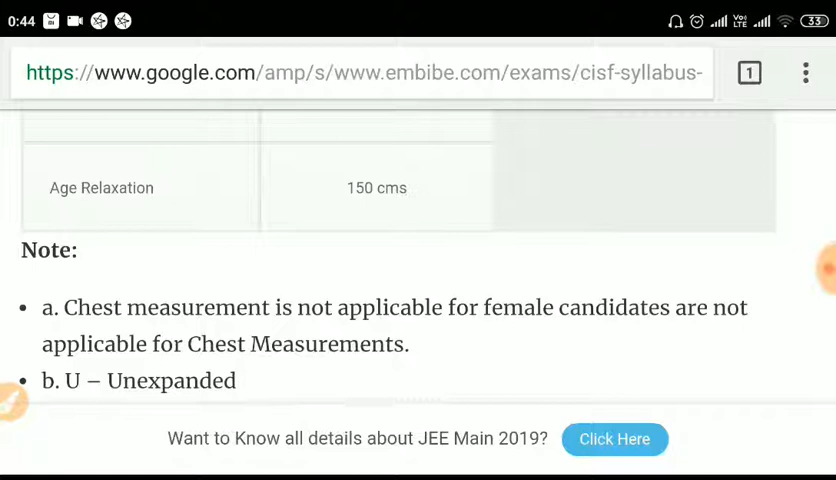 0:44
Vo) LTE
33
https://www.google.com/amp/s/www.embibe.com/exams/cisf-syllabus-
1
Age Relaxation 150 cms
Note:
• a. Chest measurement is not applicable for female candidates are not
applicable for Chest Measurements.
• b. U – Unexpanded
Want to Know all details about JEE Main 2019? Click Here